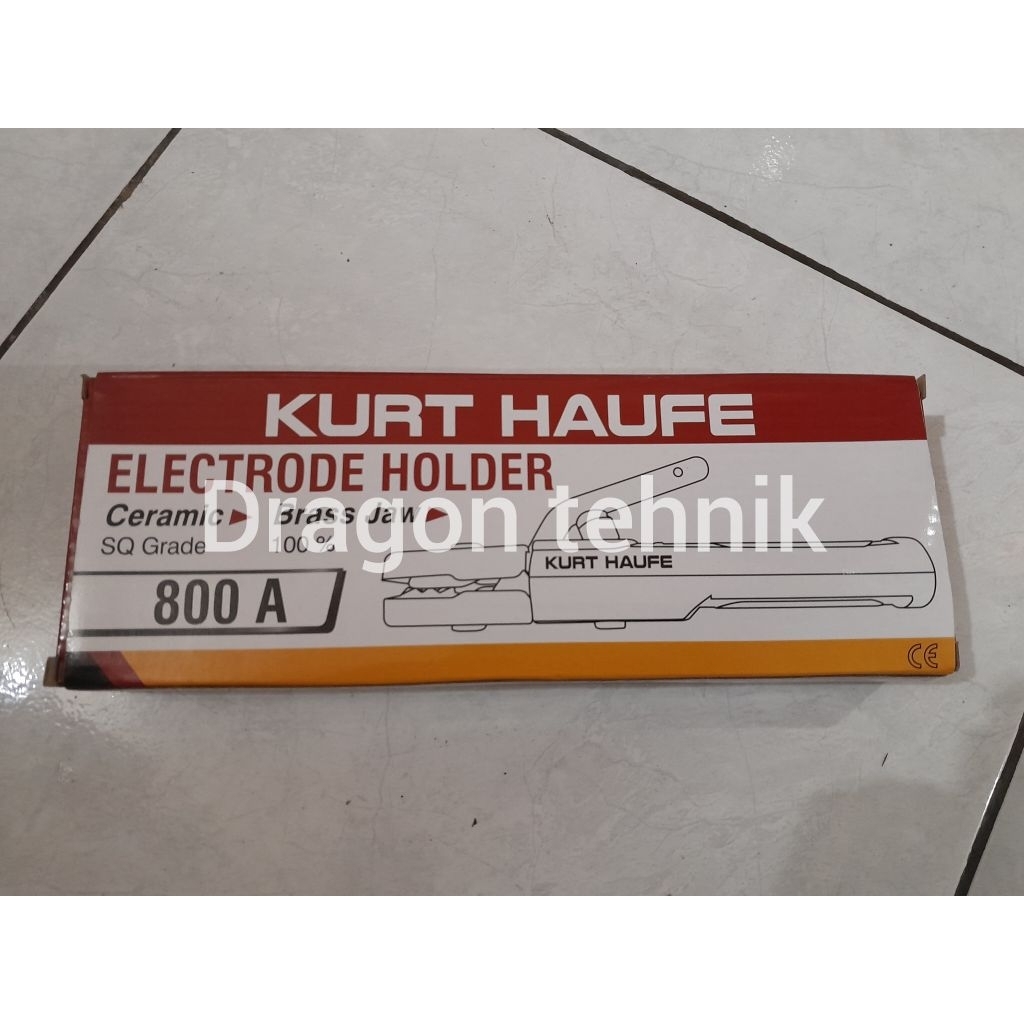 KURT HAUFE
ELECTRODE HOLDER
Ceramic Brass Jaw
SQ Grade 100 %
Dragon tehnik
KURT HAUFE
800 A
CE